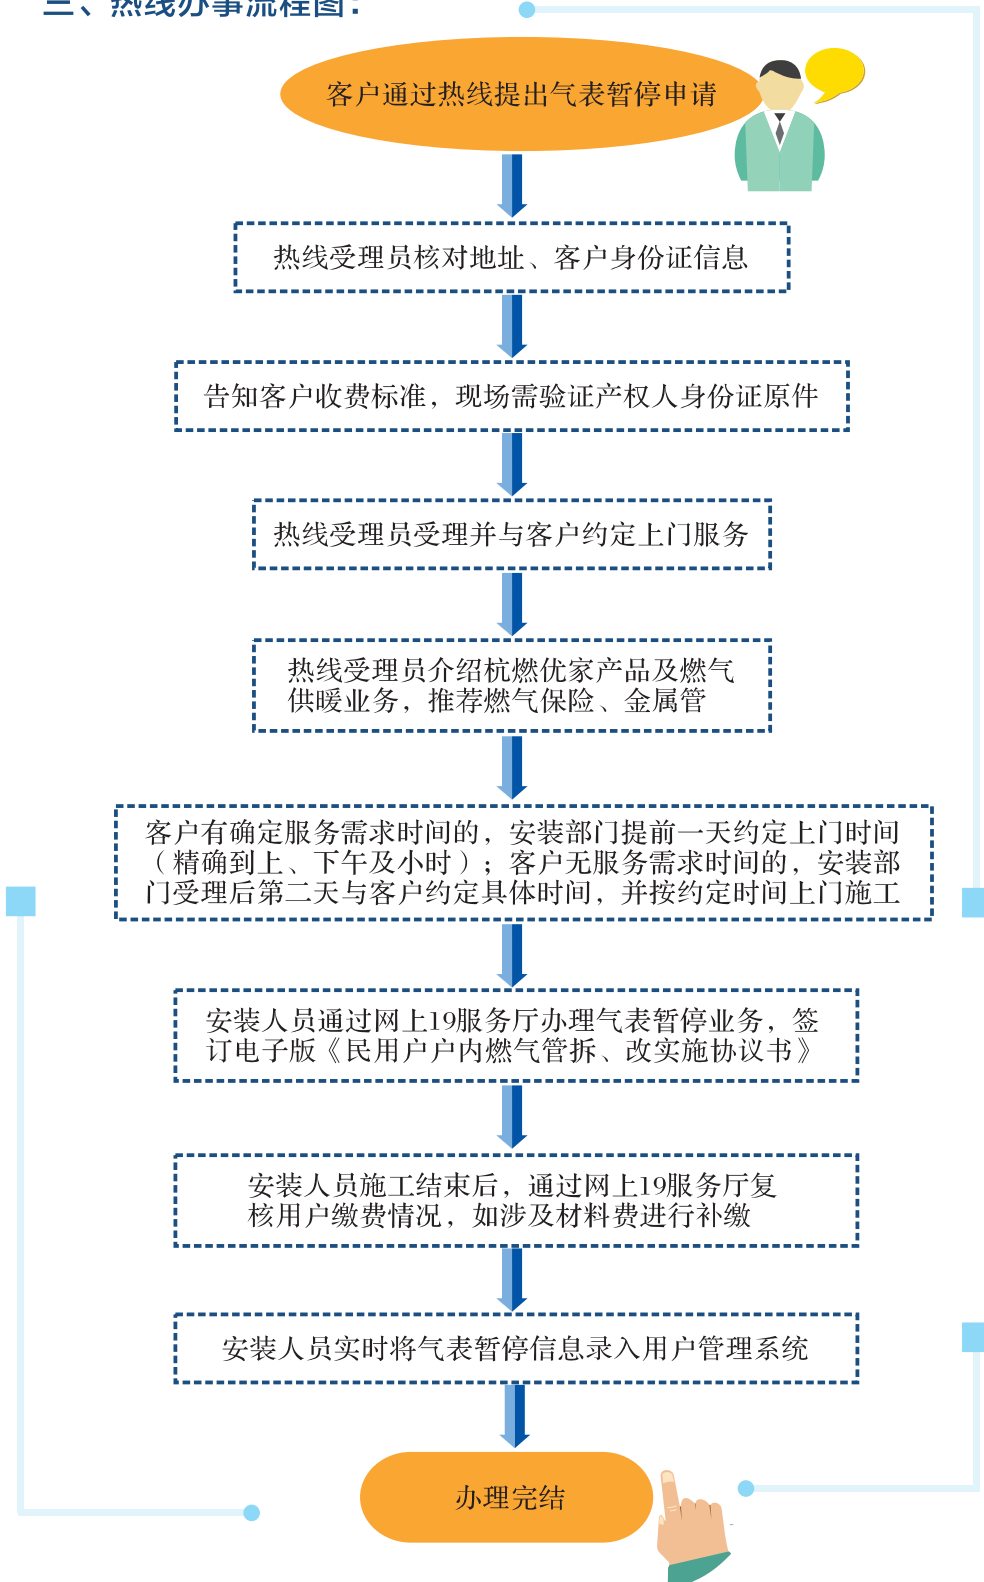 三、热线办事流程图：
客户通过热线提出气表暂停申请
热线受理员核对地址、客户身份证信息
告知客户收费标准，现场需验证产权人身份证原件
热线受理员受理并与客户约定上门服务
热线受理员介绍杭燃优家产品及燃气
供暖业务，推荐燃气保险、金属管
客户有确定服务需求时间的，安装部门提前一天约定上门时间
（精确到上、下午及小时）；客户无服务需求时间的，安装部
门受理后第二天与客户约定具体时间，并按约定时间上门施工
安装人员通过网上19服务厅办理气表暂停业务，签
订电子版《民用户户内燃气管拆、改实施协议书》
安装人员施工结束后，通过网上19服务厅复
核用户缴费情况，如涉及材料费进行补缴
安装人员实时将气表暂停信息录入用户管理系统
办理完结